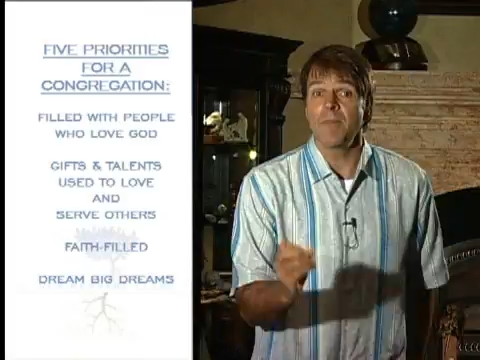 FIVE PRIORITIES
FOR A
CONGREGATION:
FILLED WITH PEOPLE
WHO LOVE GOD
GIFTS & TALENTS
USED TO LOVE
AND
SERVE OTHERS
FAITH-FILLED
DREAM BIG DREAMS